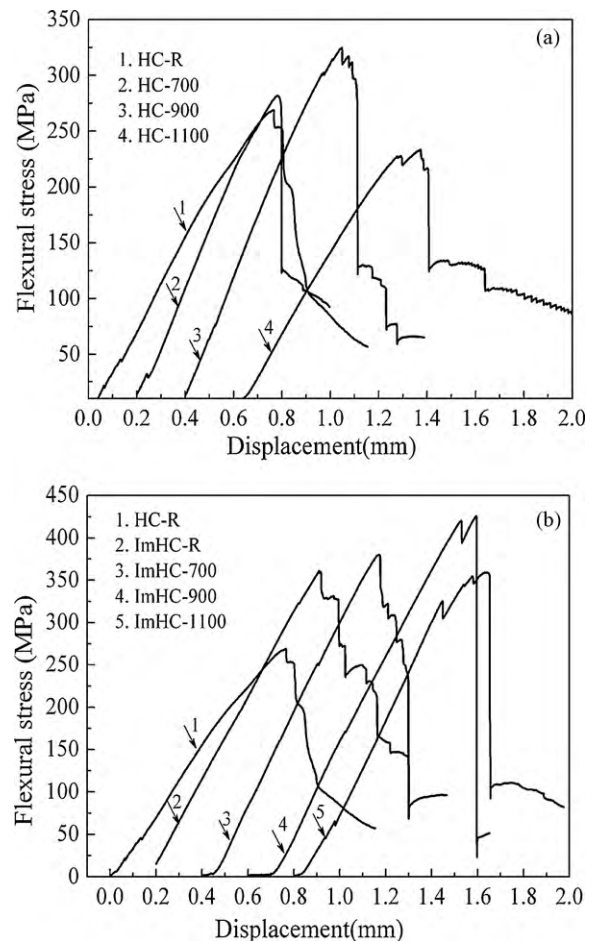 (a)
1. HC-R
2. HC-700
3. HC-900
4. HC-1100
Flexural stress (MPa)
350
300
250
200
150
100
50
1
2
3
4
0.0 0.2 0.4 0.6 0.8 1.0 1.2 1.4 1.6 1.8 2.0
Displacement(mm)
(b)
1. HC-R
2. ImHC-R
3. ImHC-700
4. ImHC-900
5. ImHC-1100
Flexural stress (MPa)
450
400
350
300
250
200
150
100
50
0
1
2
3
4
5
0.0 0.2 0.4 0.6 0.8 1.0 1.2 1.4 1.6 1.8 2.0
Displacement(mm)